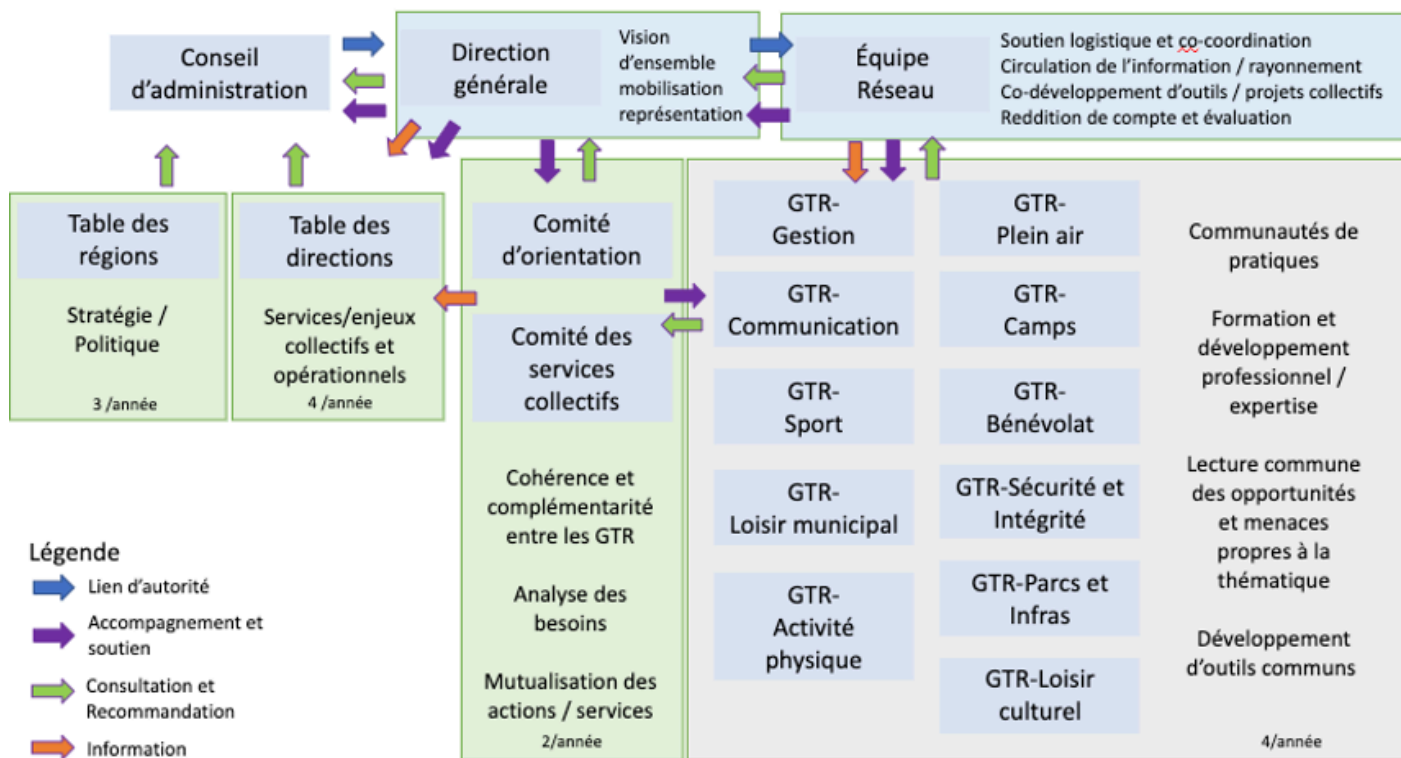 Conseil
d'administration
Direction
générale
Vision
d'ensemble
mobilisation
représentation
Équipe
Réseau
Soutien logistique et co-coordination
Circulation de l'information / rayonnement
Co-développement d'outils / projets collectifs
Reddition de compte et évaluation
Table des
régions
Stratégie /
Politique
3 /année
Table des
directions
Services/enjeux
collectifs et
opérationnels
4 /année
Comité
d'orientation
Comité des
services
collectifs
Cohérence et
complémentarité
entre les GTR
Analyse des
besoins
Mutualisation des
actions / services
2/année
GTR-
Gestion
GTR-
Communication
GTR-
Sport
GTR-
Loisir municipal
GTR-
Activité
physique
GTR-
Plein air
GTR-
Camps
GTR-
Bénévolat
GTR-Sécurité et
Intégrité
GTR-Parcs et
Infras
GTR-Loisir
culturel
Communautés de
pratiques
Formation et
développement
professionnel /
expertise
Lecture commune
des opportunités
et menaces
propres à la
thématique
Développement
d'outils communs
4/année
Légende
Lien d'autorité
Accompagnement et
soutien
Consultation et
Recommandation
Information